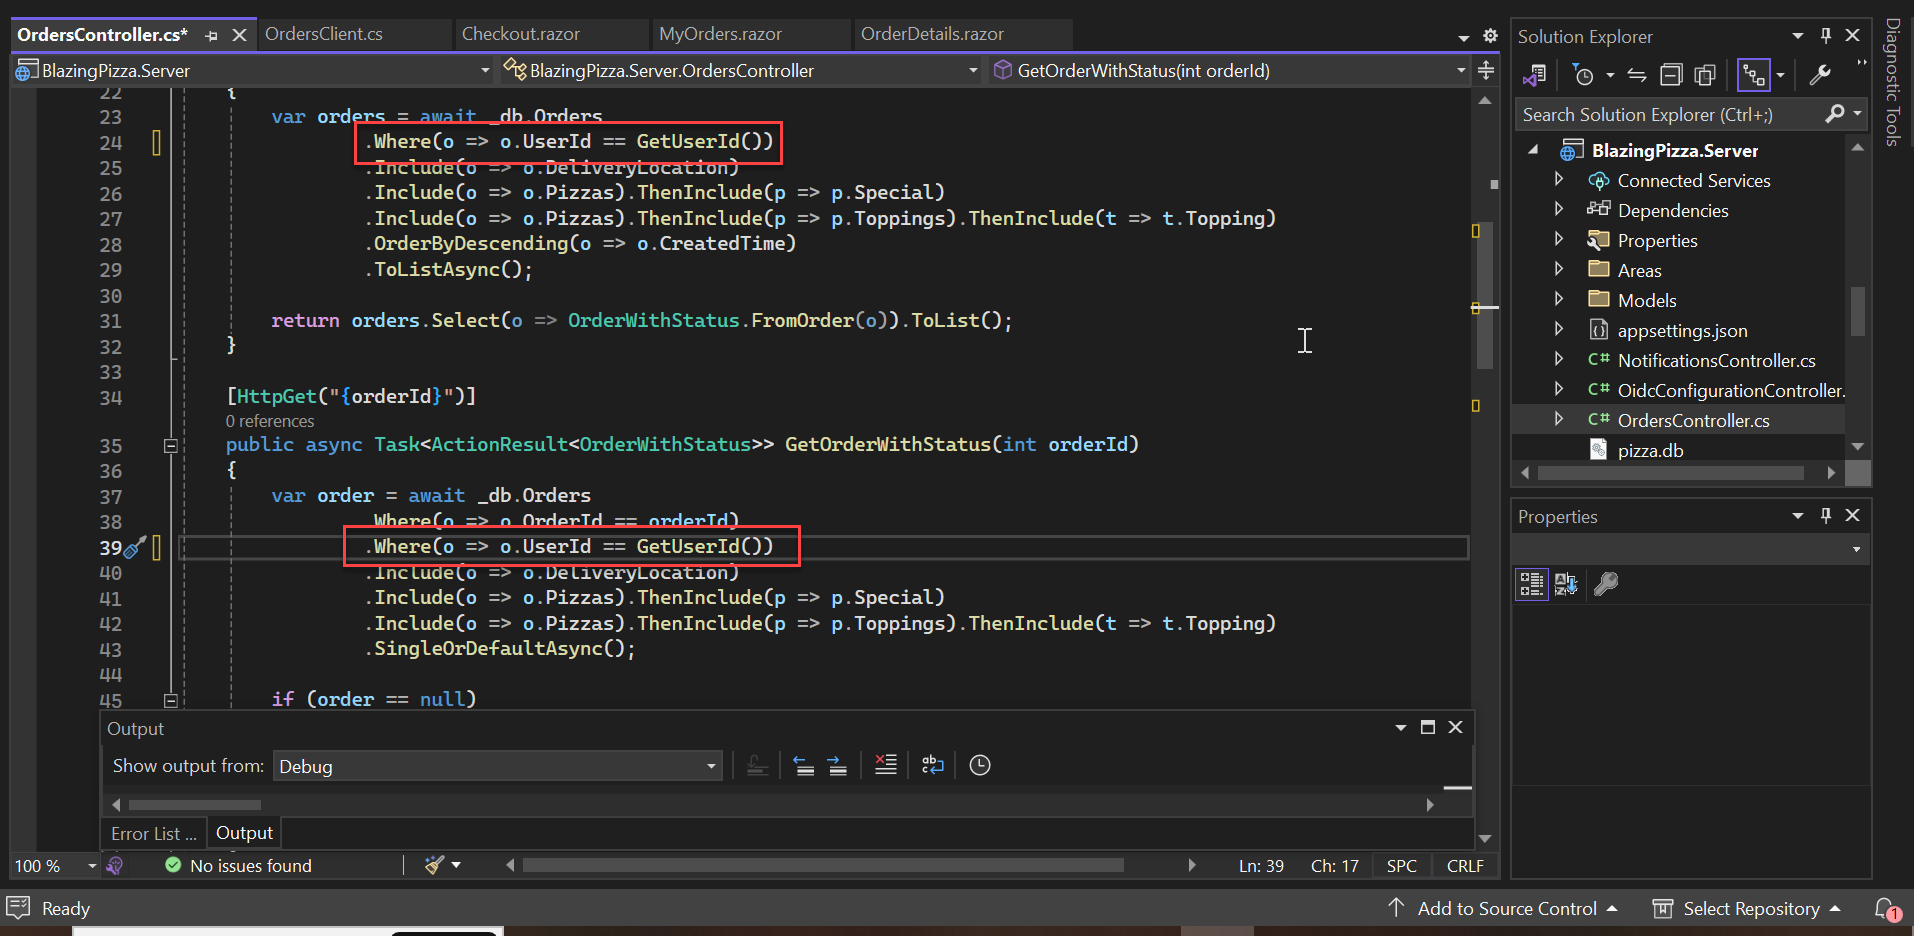 OrdersController.cs*
OrdersClient.cs
Checkout.razor
MyOrders.razor
OrderDetails.razor
BlazingPizza.Server
BlazingPizza.Server.OrdersController
GetOrderWithStatus(int orderId)
22 {
23 var orders = await _db.Orders
24 .Where(o => o.UserId == GetUserId())
25 .Include(o => o.DeliveryLocation)
26 .Include(o => o.Pizzas).ThenInclude(p => p.Special)
27 .Include(o => o.Pizzas).ThenInclude(p => p.Toppings).ThenInclude(t => t.Topping)
28 .OrderByDescending(o => o.CreatedTime)
29 .ToListAsync();
30
31 return orders.Select(o => OrderWithStatus.FromOrder(o)).ToList();
32 }
33
34 [HttpGet("{orderId}")]
0 references
35 public async Task<ActionResult<OrderWithStatus>> GetOrderWithStatus(int orderId)
36 {
37 var order = await _db.Orders
38 .Where(o => o.OrderId == orderId)
39 .Where(o => o.UserId == GetUserId())
40 .Include(o => o.DeliveryLocation)
41 .Include(o => o.Pizzas).ThenInclude(p => p.Special)
42 .Include(o => o.Pizzas).ThenInclude(p => p.Toppings).ThenInclude(t => t.Topping)
43 .SingleOrDefaultAsync();
44
45 if (order == null)
Output
Show output from: Debug
Error List ...
Output
100 %
No issues found
Ln: 39
Ch: 17
SPC
CRLF
Solution Explorer
Search Solution Explorer (Ctrl+;)
BlazingPizza.Server
Connected Services
Dependencies
Properties
Areas
Models
appsettings.json
C# NotificationsController.cs
C# OidcConfigurationController.
C# OrdersController.cs
pizza.db
Properties
Diagnostic Tools
Ready
Add to Source Control
Select Repository
1